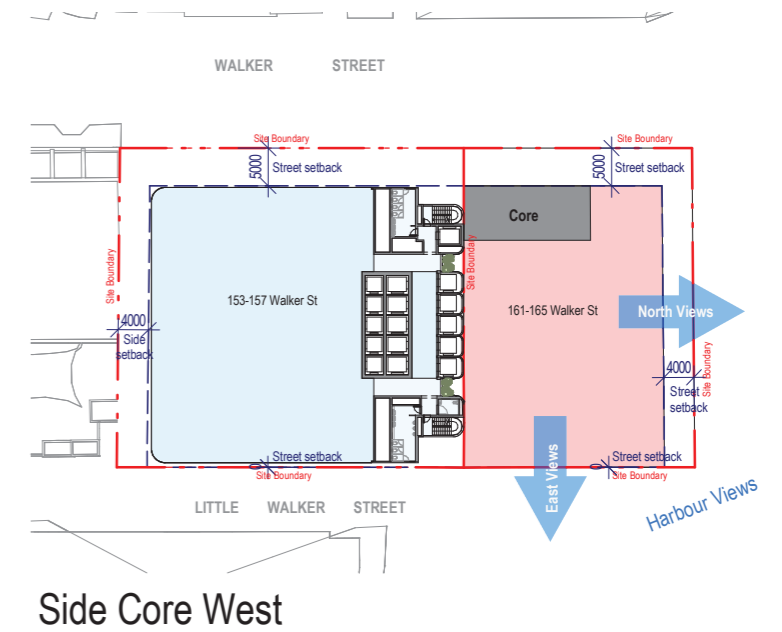 WALKER STREET
Site Boundary
Site Boundary
5000
Street setback
5000
Street setback
Core
Site Boundary
Site Boundary
153-157 Walker St
161-165 Walker St
North Views
4000
Side
setback
4000
Street
setback
Site Boundary
East Views
Street setback
0
Site Boundary
Street setback
0
Site Boundary
LITTLE WALKER STREET
Harbour Views
Side Core West